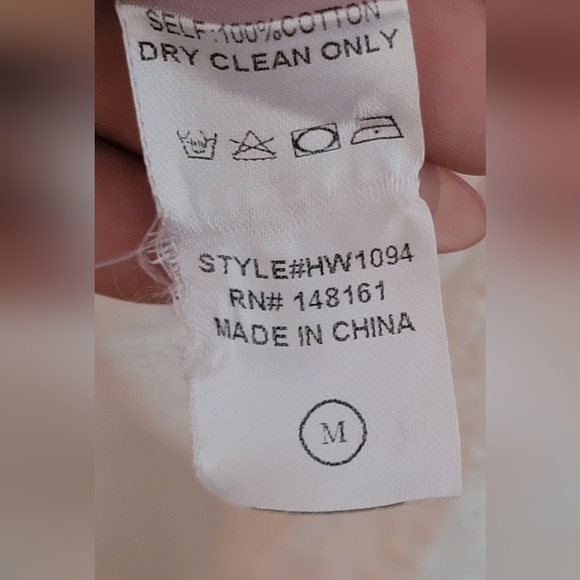 SELF:100%COTTON
DRY CLEAN ONLY
STYLE#HW1094
RN# 148161
MADE IN CHINA
M